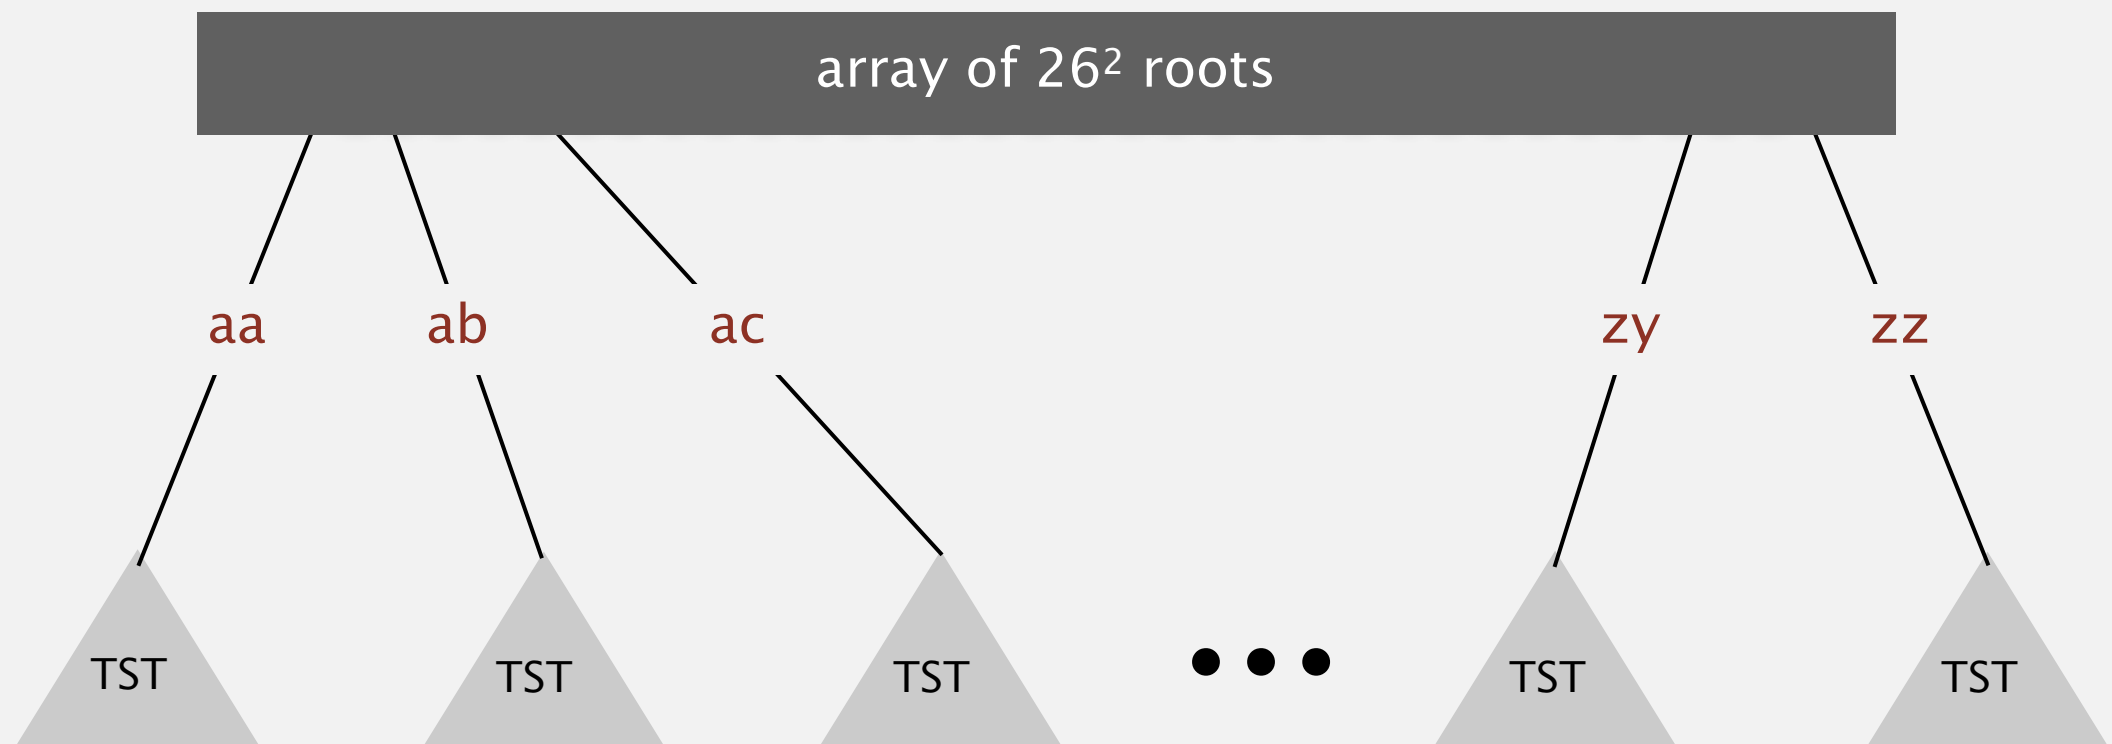 array of 26² roots
aa ab ac zy zz
TST TST TST ••• TST TST